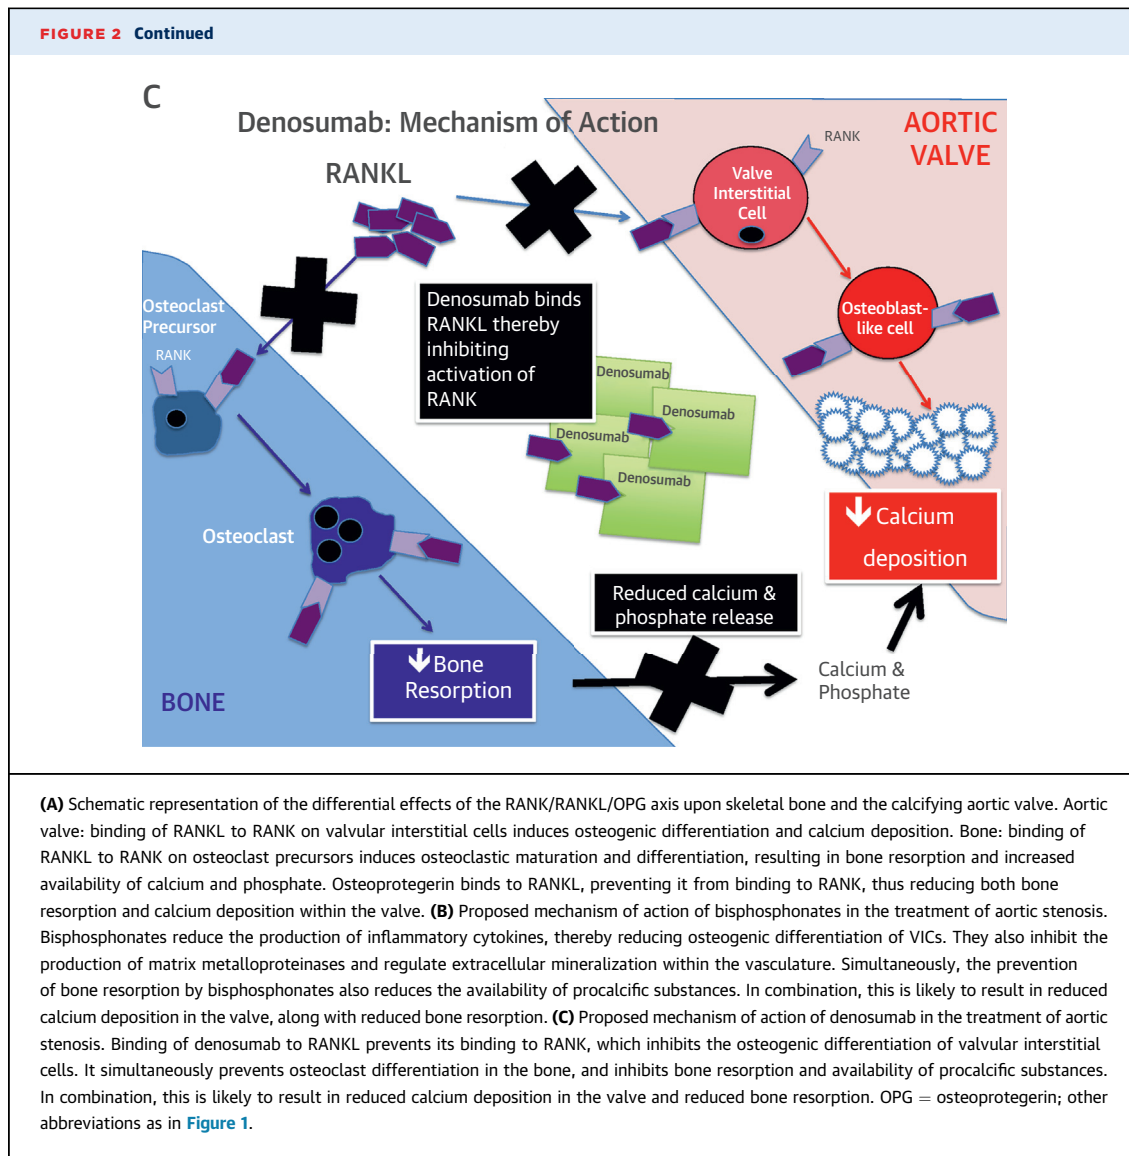 FIGURE 2 Continued
C
Denosumab: Mechanism of Action
AORTIC
VALVE
RANK
RANKL
Valve
Interstitial
Cell
Osteoclast
Precursor
RANK
Denosumab binds
RANKL thereby
inhibiting
activation of
RANK
Osteoblast-
like cell
Denosumab
Denosumab
Denosumab
Denosumab
Calcium
deposition
Osteoclast
Reduced calcium &
phosphate release
Bone
Resorption
Calcium &
Phosphate
BONE
(A) Schematic representation of the differential effects of the RANK/RANKL/OPG axis upon skeletal bone and the calcifying aortic valve. Aortic
valve: binding of RANKL to RANK on valvular interstitial cells induces osteogenic differentiation and calcium deposition. Bone: binding of
RANKL to RANK on osteoclast precursors induces osteoclastic maturation and differentiation, resulting in bone resorption and increased
availability of calcium and phosphate. Osteoprotegerin binds to RANKL, preventing it from binding to RANK, thus reducing both bone
resorption and calcium deposition within the valve. (B) Proposed mechanism of action of bisphosphonates in the treatment of aortic stenosis.
Bisphosphonates reduce the production of inflammatory cytokines, thereby reducing osteogenic differentiation of VICs. They also inhibit the
production of matrix metalloproteinases and regulate extracellular mineralization within the vasculature. Simultaneously, the prevention
of bone resorption by bisphosphonates also reduces the availability of procalcific substances. In combination, this is likely to result in reduced
calcium deposition in the valve, along with reduced bone resorption. (C) Proposed mechanism of action of denosumab in the treatment of aortic
stenosis. Binding of denosumab to RANKL prevents its binding to RANK, which inhibits the osteogenic differentiation of valvular interstitial
cells. It simultaneously prevents osteoclast differentiation in the bone, and inhibits bone resorption and availability of procalcific substances.
In combination, this is likely to result in reduced calcium deposition in the valve and reduced bone resorption. OPG = osteoprotegerin; other
abbreviations as in Figure 1.